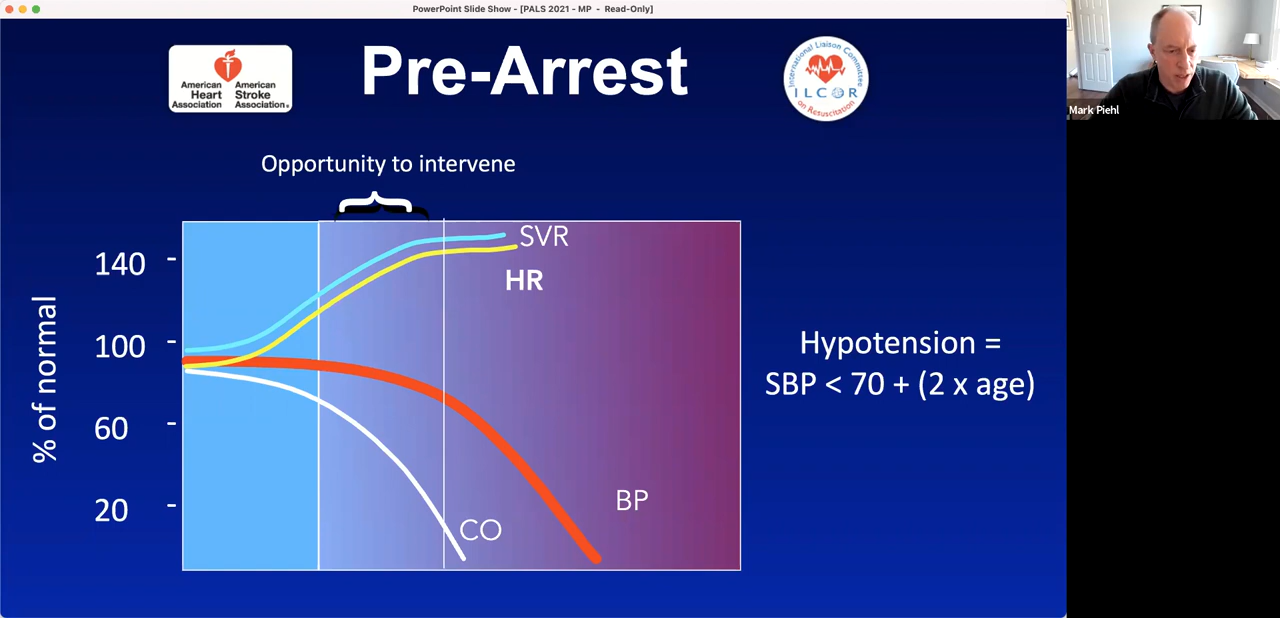 PowerPoint Slide Show - [PALS 2021 - MP - Read-Only]
American Heart Association
American Stroke Association®
Pre-Arrest
International Liaison Committee
ILCOR
on Resuscitation
Mark Piehl
Opportunity to intervene
% of normal
140
100
60
20
SVR
HR
BP
CO
Hypotension =
SBP < 70 + (2 x age)